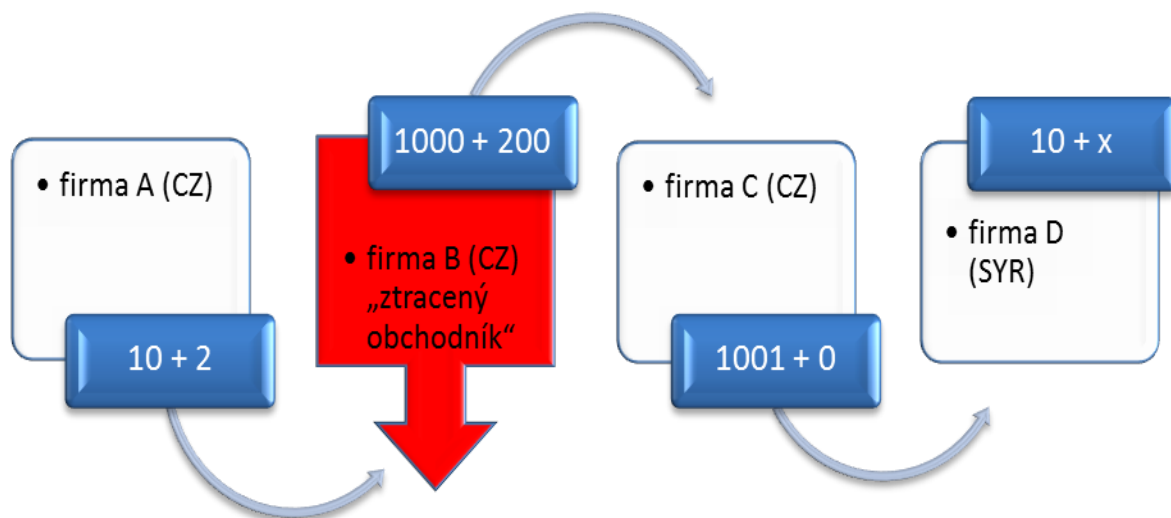 • firma A (CZ)
10 + 2
1000 + 200
• firma B (CZ)
„ztracený
obchodník“
• firma C (CZ)
1001 + 0
10 + x
• firma D
(SYR)